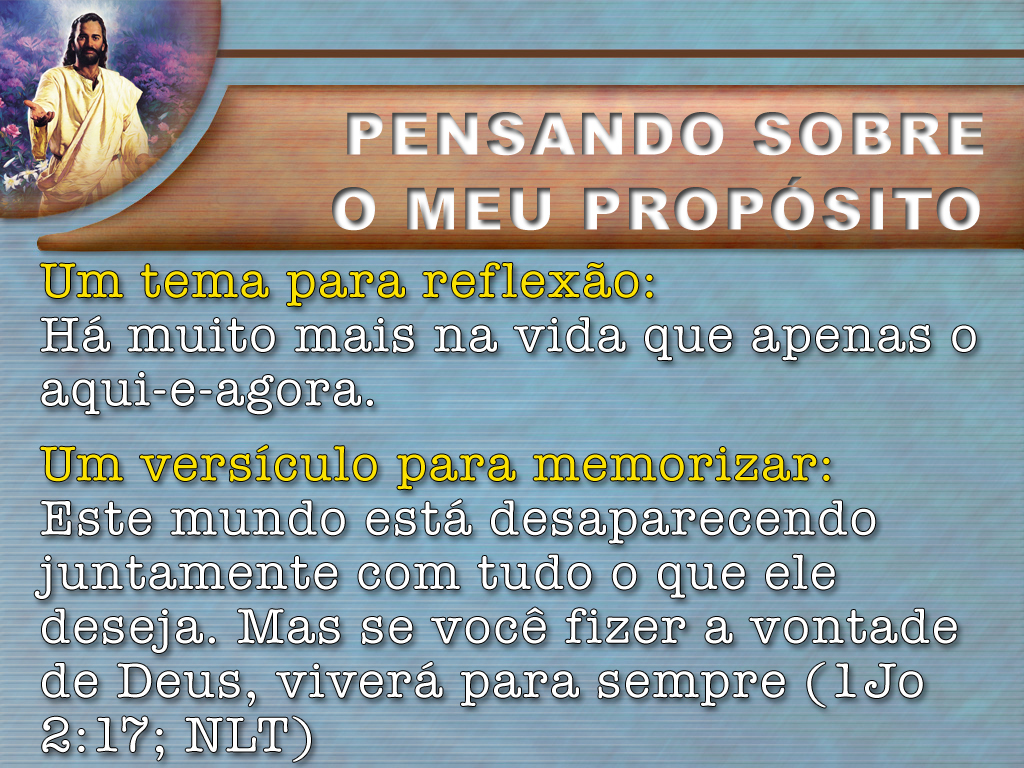 PENSANDO SOBRE
O MEU PROPÓSITO
Um tema para reflexão:
Há muito mais na vida que apenas o
aqui-e-agora.
Um versículo para memorizar:
Este mundo está desaparecendo
juntamente com tudo o que ele
deseja. Mas se você fizer a vontade
de Deus, viverá para sempre (1Jo
2:17; NLT)